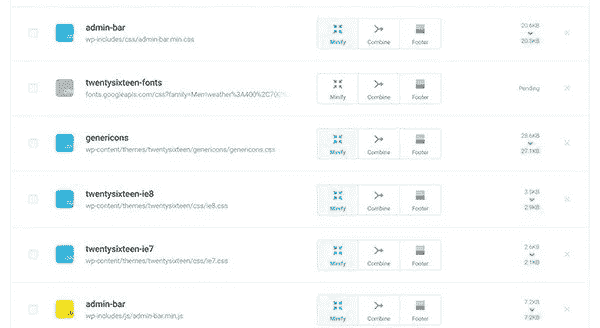 admin-bar
wp-includes/css/admin-bar.min.css
Minify Combine Footer
20.6KB
20.5KB
twentysixteen-fonts
fonts.googleapis.com/css?family=Merriweather%3A400%2C700%
Minify Combine Footer
Pending
genericons
wp-content/themes/twentysixteen/genericons/genericons.css
Minify Combine Footer
28.6KB
27.1KB
twentysixteen-ie8
wp-content/themes/twentysixteen/css/ie8.css
Minify Combine Footer
3.5KB
2.9KB
twentysixteen-ie7
wp-content/themes/twentysixteen/css/ie7.css
Minify Combine Footer
2.6KB
2.1KB
admin-bar
wp-includes/js/admin-bar.min.js
Minify Combine Footer
7.2KB
7.0KB